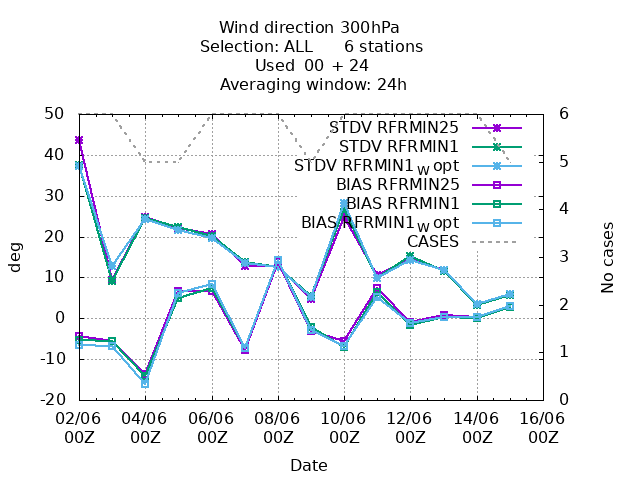 Wind direction 300hPa
Selection: ALL 6 stations
Used 00 + 24
Averaging window: 24h
50
40
30
20
10
0
-10
-20
deg
6
5
4
3
2
1
0
No cases
STDV RFRMIN25
STDV RFRMIN1
STDV RFRMIN1w opt
BIAS RFRMIN25
BIAS RFRMIN1
BIAS RFRMIN1w opt
CASES
02/06 04/06 06/06 08/06 10/06 12/06 14/06 16/06
00Z 00Z 00Z 00Z 00Z 00Z 00Z 00Z
Date